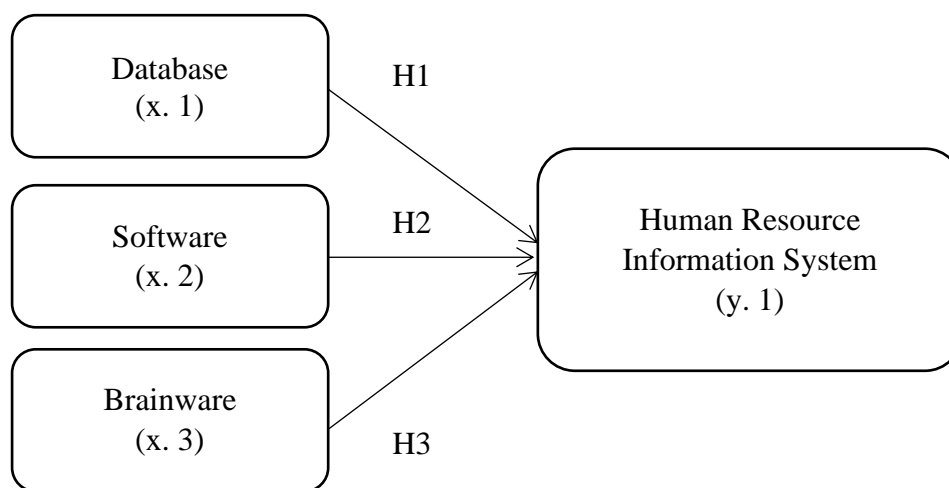 Database
(x. 1)
H1
Software
(x. 2)
H2
Human Resource
Information System
(y. 1)
Brainware
(x. 3)
H3